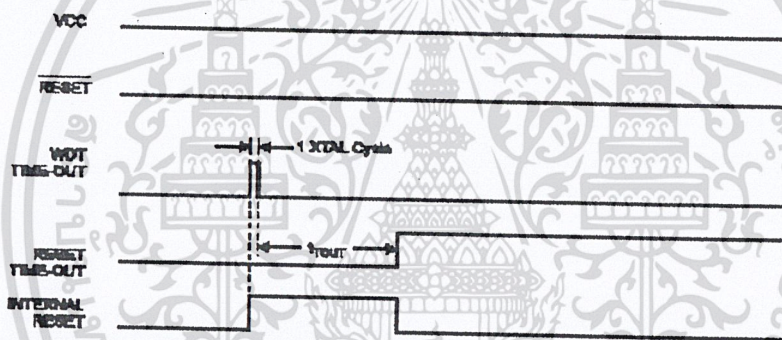 VCC
RESET
WDT
TIME-OUT
1 XTAL Cycle
RESET
TIME-OUT
tTOUT
INTERNAL
RESET